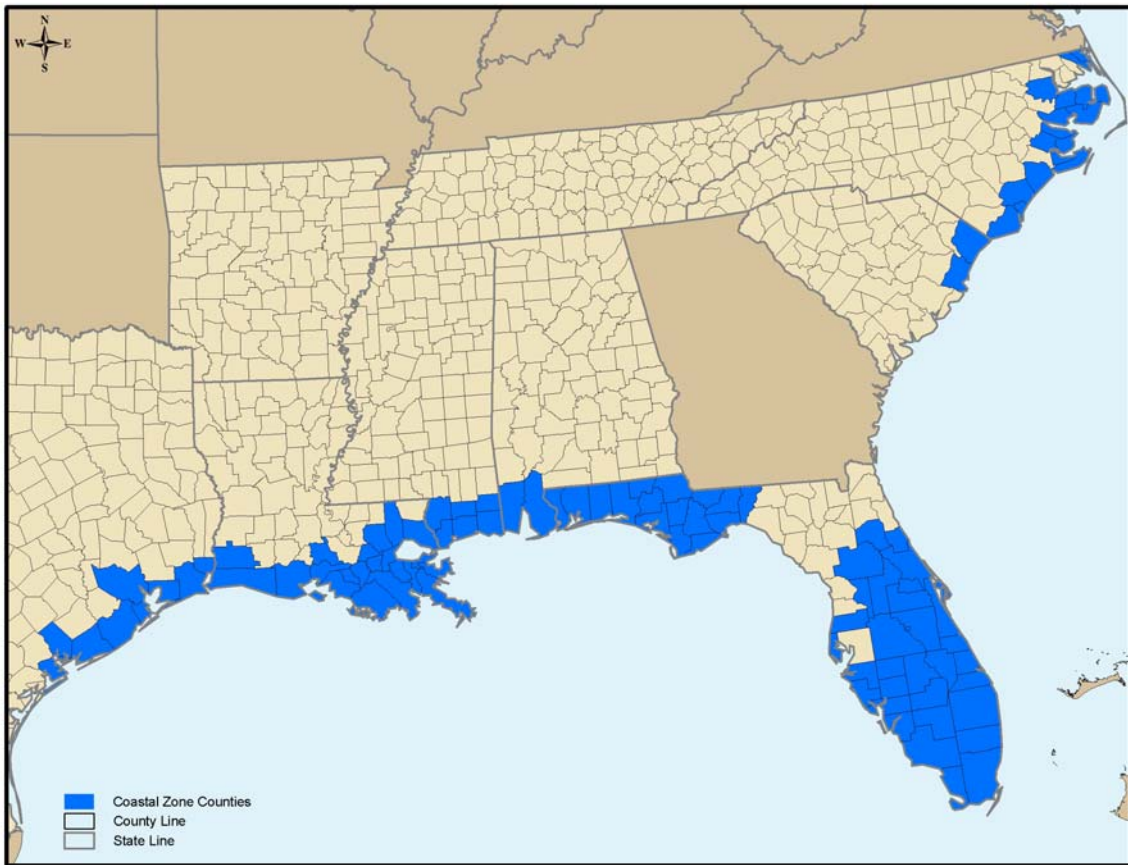 N
W E
S
Coastal Zone Counties
County Line
State Line